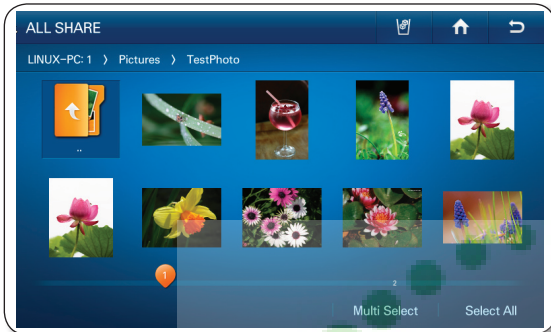 ALL SHARE
LINUX-PC: 1 〉 Pictures 〉 TestPhoto
..
1
2
Multi Select
Select All